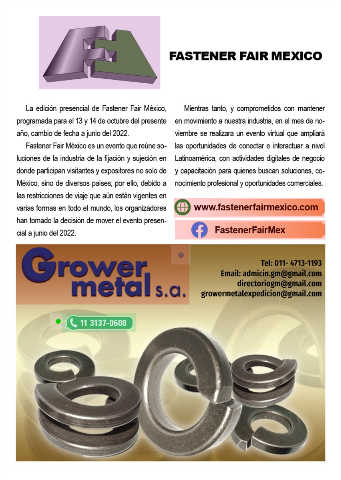 FASTENER FAIR MEXICO
La edición presencial de Fastener Fair México,
programada para el 13 y 14 de octubre del presente
año, cambio de fecha a junio del 2022.
Fastener Fair México es un evento que reúne so-
luciones de la industria de la fijación y sujeción en
donde participan visitantes y expositores no solo de
México, sino de diversos países, por ello, debido a
las restricciones de viaje que aún están vigentes en
varias formas en todo el mundo, los organizadores
han tomado la decisión de mover el evento presen-
cial a junio del 2022.
Mientras tanto, y comprometidos con mantener
en movimiento a nuestra industria, en el mes de no-
viembre se realizara un evento virtual que ampliará
las oportunidades de conectar e interactuar a nivel
Latinoamérica, con actividades digitales de negocio
y capacitación para quienes buscan soluciones, co-
nocimiento profesional y oportunidades comerciales.
www.fastenerfairmexico.com
FastenerFairMex
Grower
metal s.a.
Tel: 011- 4713-1193
Email: admicin.gm@gmail.com
directoriogm@gmail.com
growermetalexpedicion@gmail.com
11 3137-0608